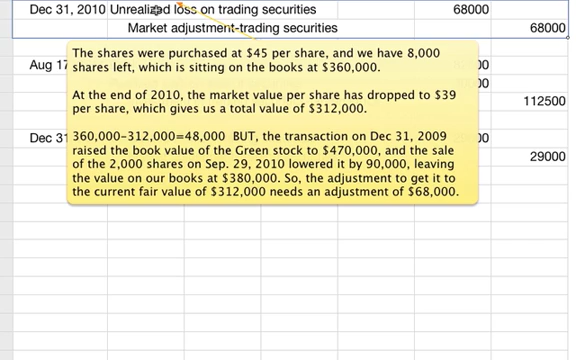 Dec 31, 2010 Unrealized loss on trading securities 68000
Market adjustment-trading securities 68000
The shares were purchased at $45 per share, and we have 8,000
shares left, which is sitting on the books at $360,000.
Aug 17
At the end of 2010, the market value per share has dropped to $39
per share, which gives us a total value of $312,000.
112500
360,000-312,000=48,000 BUT, the transaction on Dec 31, 2009
Dec 31
raised the book value of the Green stock to $470,000, and the sale
of the 2,000 shares on Sep. 29, 2010 lowered it by 90,000, leaving
29000
the value on our books at $380,000. So, the adjustment to get it to
the current fair value of $312,000 needs an adjustment of $68,000.